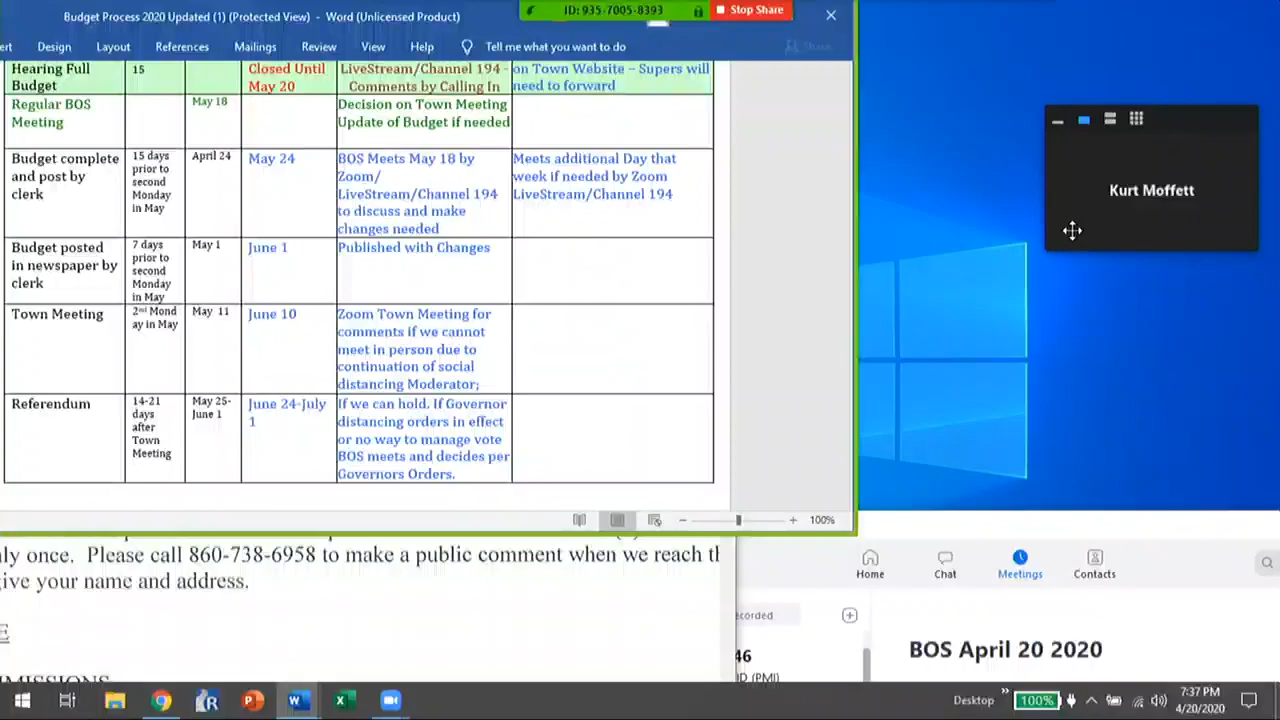 Budget Process 2020 Updated (1) (Protected View) - Word (Unlicensed Product)
ID: 935-7005-8393
Stop Share
ert Design Layout References Mailings Review View Help Tell me what you want to do Share
Hearing Full
Budget
15
Closed Until
May 20
LiveStream/Channel 194 -
Comments by Calling In
on Town Website – Supers will
need to forward
Regular BOS
Meeting
May 18
Decision on Town Meeting
Update of Budget if needed
Budget complete
and post by
clerk
15 days
prior to
second
Monday
in May
April 24
May 24
BOS Meets May 18 by
Zoom/
LiveStream/Channel 194
to discuss and make
changes needed
Meets additional Day that
week if needed by Zoom
LiveStream/Channel 194
Budget posted
in newspaper by
clerk
7 days
prior to
second
Monday
in May
May 1
June 1
Published with Changes
Town Meeting
2nd Mond
ay in May
May 11
June 10
Zoom Town Meeting for
comments if we cannot
meet in person due to
continuation of social
distancing Moderator;
Referendum
14-21
days
after
Town
Meeting
May 25-
June 1
June 24-July
1
If we can hold. If Governor
distancing orders in effect
or no way to manage vote
BOS meets and decides per
Governors Orders.
100%
Kurt Moffett
nly once. Please call 860-738-6958 to make a public comment when we reach th
give your name and address.
E
MMISSIONS
Home Chat Meetings Contacts
ecorded
46
ID (PMI)
BOS April 20 2020
Desktop
100%
7:37 PM
4/20/2020